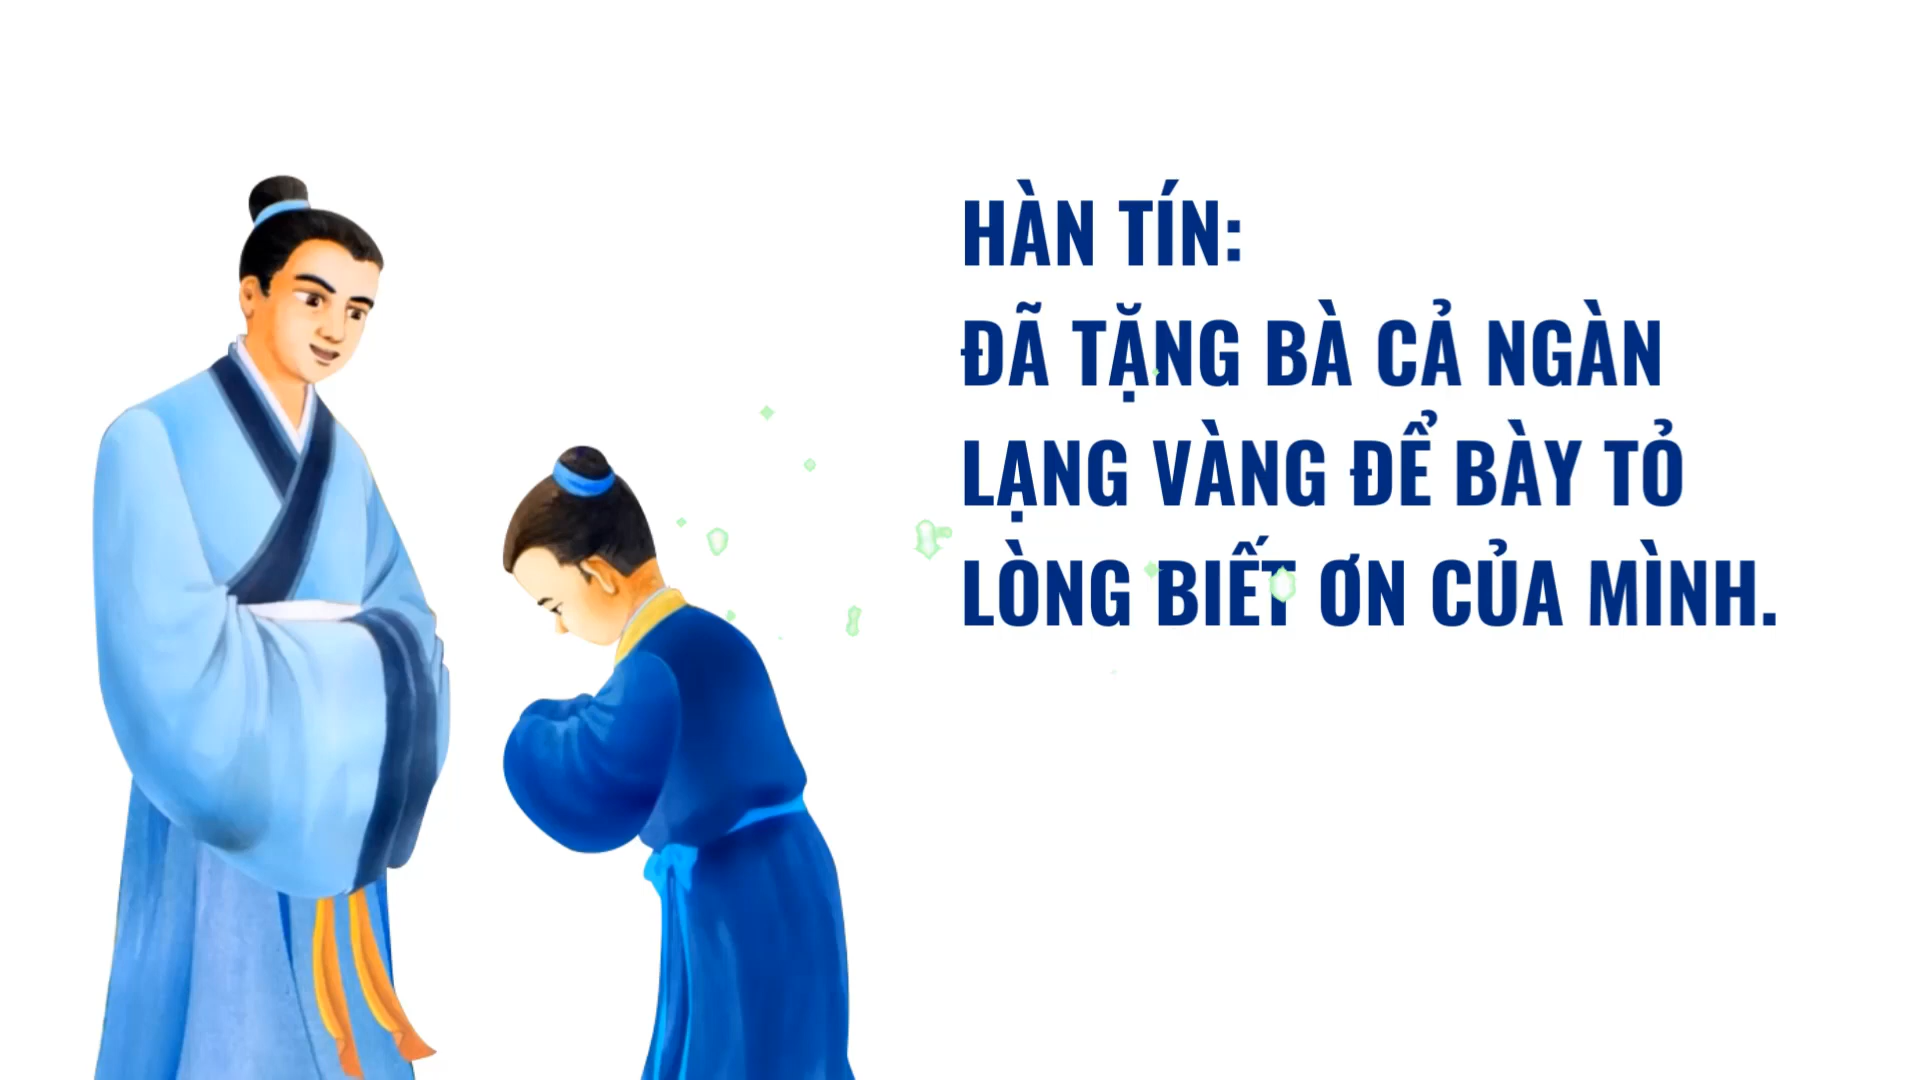 HÀN TÍN:
ĐÃ TẶNG BÀ CẢ NGÀN
LẠNG VÀNG ĐỂ BÀY TỎ
LÒNG BIẾT ƠN CỦA MÌNH.